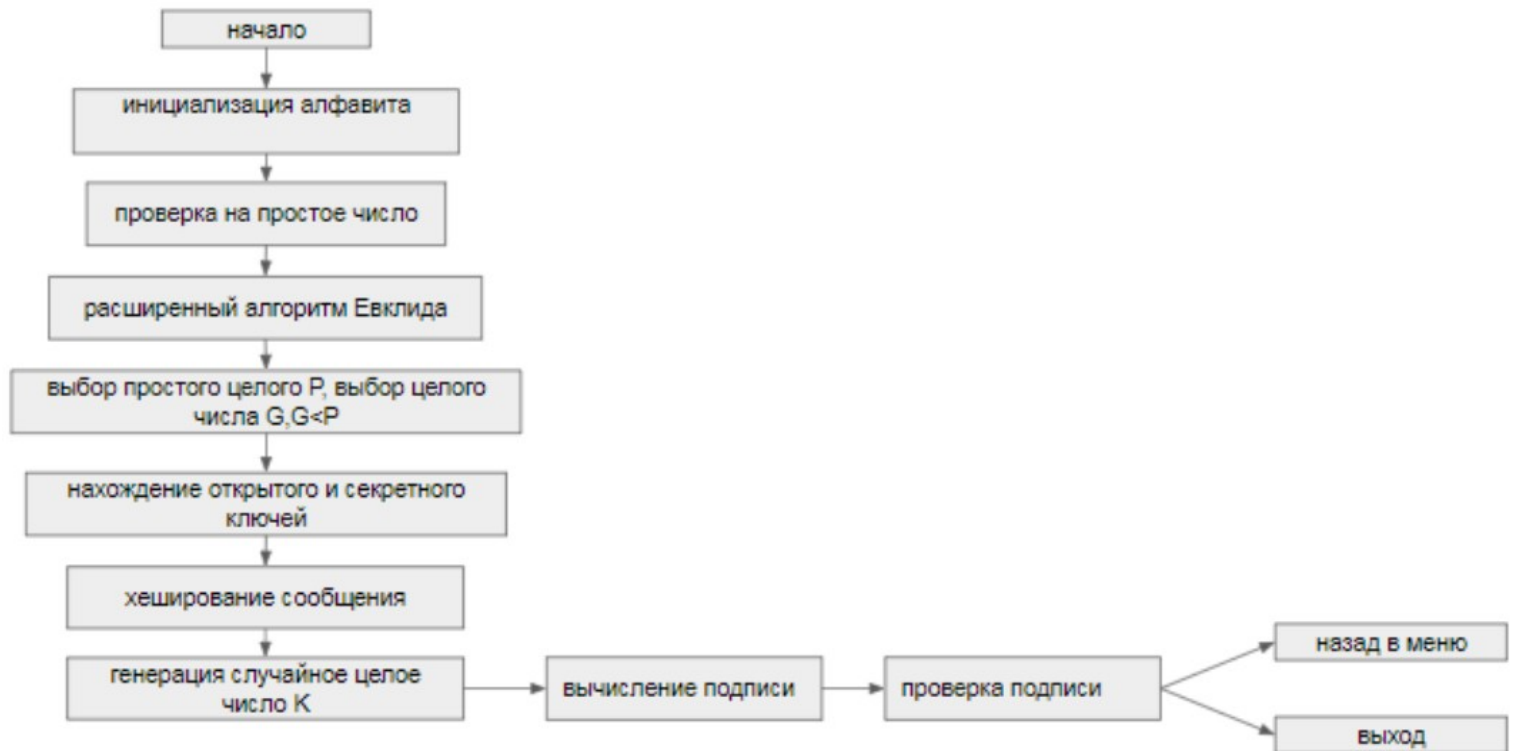 начало
инициализация алфавита
проверка на простое число
расширенный алгоритм Евклида
выбор простого целого P, выбор целого
числа G,G<P
нахождение открытого и секретного
ключей
хеширование сообщения
генерация случайное целое
число K
вычисление подписи
проверка подписи
назад в меню
выход